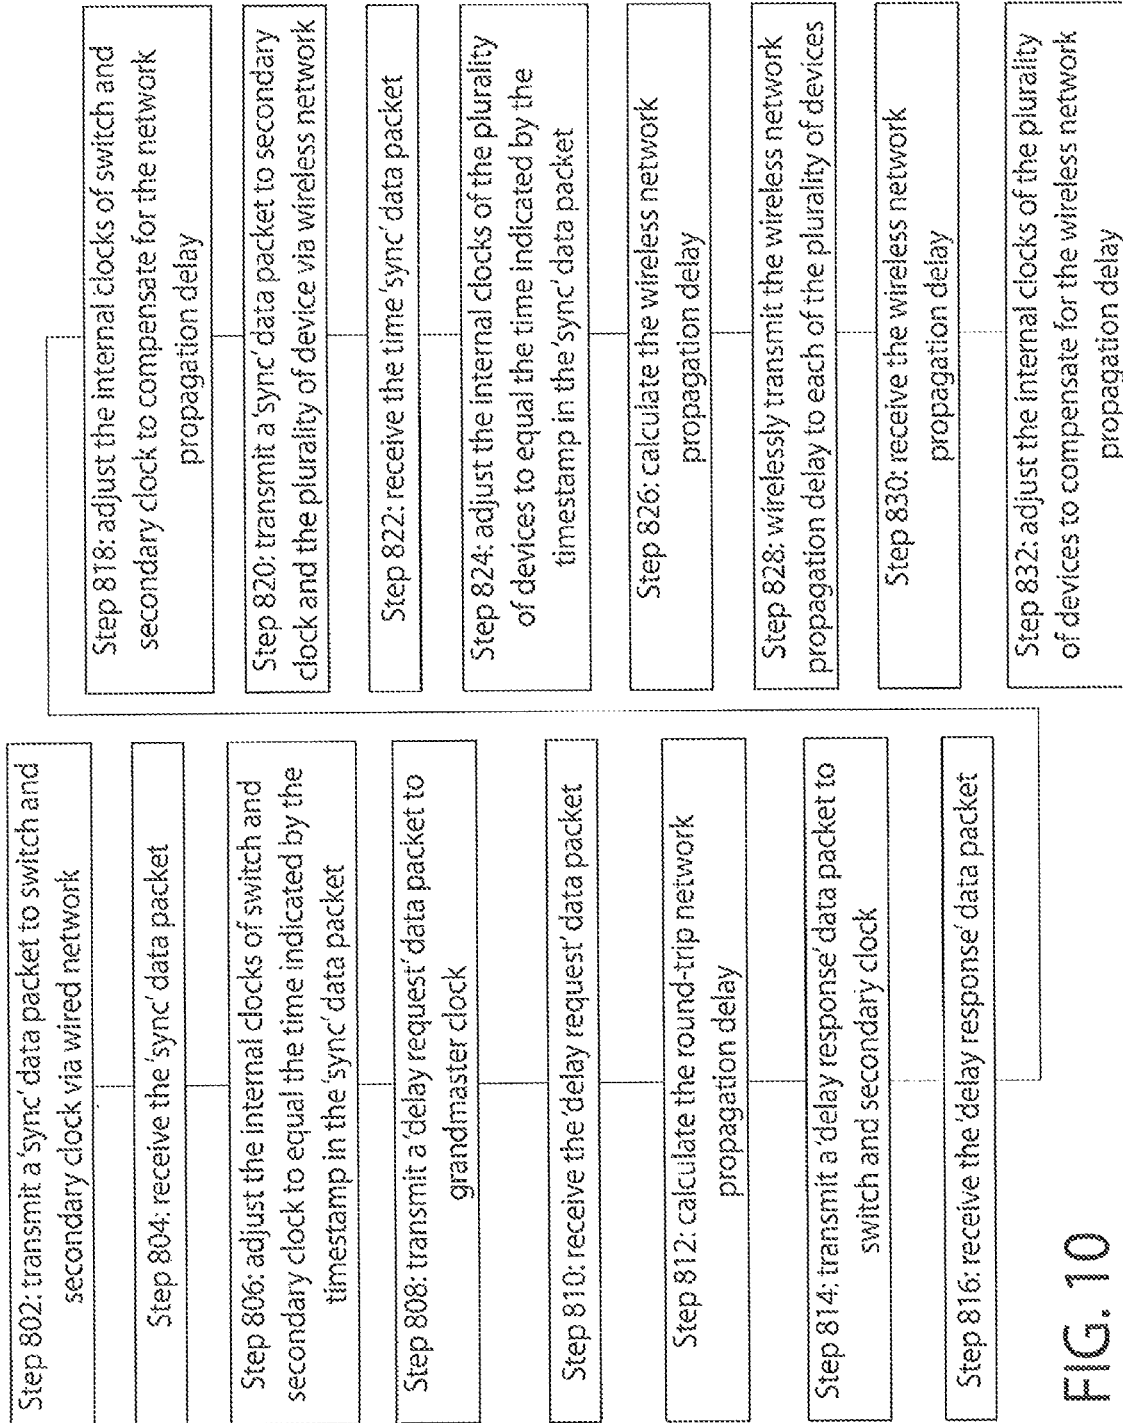 Step 802: transmit a 'sync' data packet to switch and
secondary clock via wired network
Step 804: receive the 'sync' data packet
Step 806: adjust the internal clocks of switch and
secondary clock to equal the time indicated by the
timestamp in the 'sync' data packet
Step 808: transmit a 'delay request' data packet to
grandmaster clock
Step 810: receive the 'delay request' data packet
Step 812: calculate the round-trip network
propagation delay
Step 814: transmit a 'delay response' data packet to
switch and secondary clock
Step 816: receive the 'delay response' data packet
Step 818: adjust the internal clocks of switch and
secondary clock to compensate for the network
propagation delay
Step 820: transmit a 'sync' data packet to secondary
clock and the plurality of device via wireless network
Step 822: receive the time 'sync' data packet
Step 824: adjust the internal clocks of the plurality
of devices to equal the time indicated by the
timestamp in the 'sync' data packet
Step 826: calculate the wireless network
propagation delay
Step 828: wirelessly transmit the wireless network
propagation delay to each of the plurality of devices
Step 830: receive the wireless network
propagation delay
Step 832: adjust the internal clocks of the plurality
of devices to compensate for the wireless network
propagation delay
FIG. 10